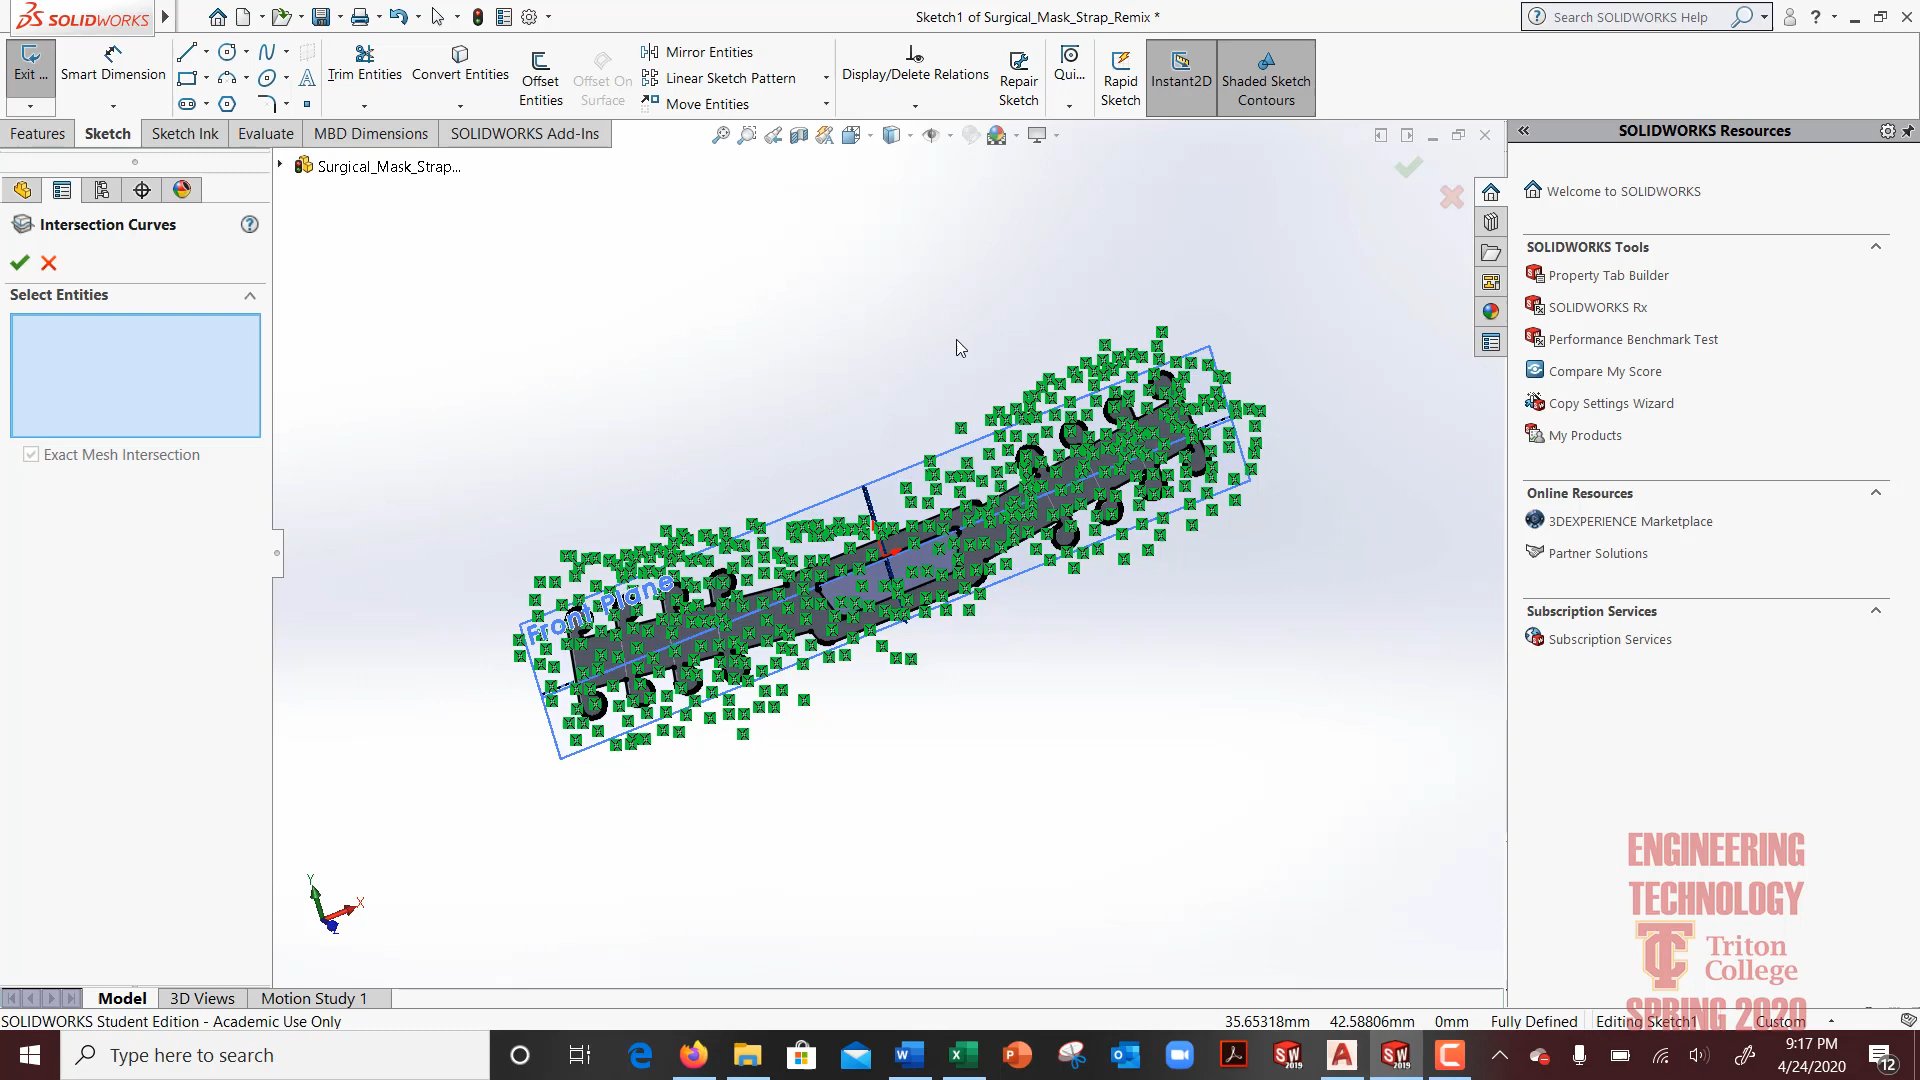 SOLIDWORKS
Sketch1 of Surgical_Mask_Strap_Remix *
Search SOLIDWORKS Help
Exit ...
Smart Dimension
Trim Entities
Convert Entities
Offset Entities
Offset On Surface
Mirror Entities
Linear Sketch Pattern
Move Entities
Display/Delete Relations
Repair Sketch
Qui...
Rapid Sketch
Instant2D
Shaded Sketch Contours
Features
Sketch
Sketch Ink
Evaluate
MBD Dimensions
SOLIDWORKS Add-Ins
SOLIDWORKS Resources
Surgical_Mask_Strap...
Intersection Curves
Select Entities
Exact Mesh Intersection
Front Plane
Y
X
Z
Welcome to SOLIDWORKS
SOLIDWORKS Tools
Property Tab Builder
SOLIDWORKS Rx
Performance Benchmark Test
Compare My Score
Copy Settings Wizard
My Products
Online Resources
3DEXPERIENCE Marketplace
Partner Solutions
Subscription Services
Subscription Services
ENGINEERING
TECHNOLOGY
Triton
College
SPRING 2020
Model
3D Views
Motion Study 1
SOLIDWORKS Student Edition - Academic Use Only
35.65318mm
42.58806mm
0mm
Fully Defined
Editing Sketch1
Custom
Type here to search
9:17 PM
4/24/2020
12